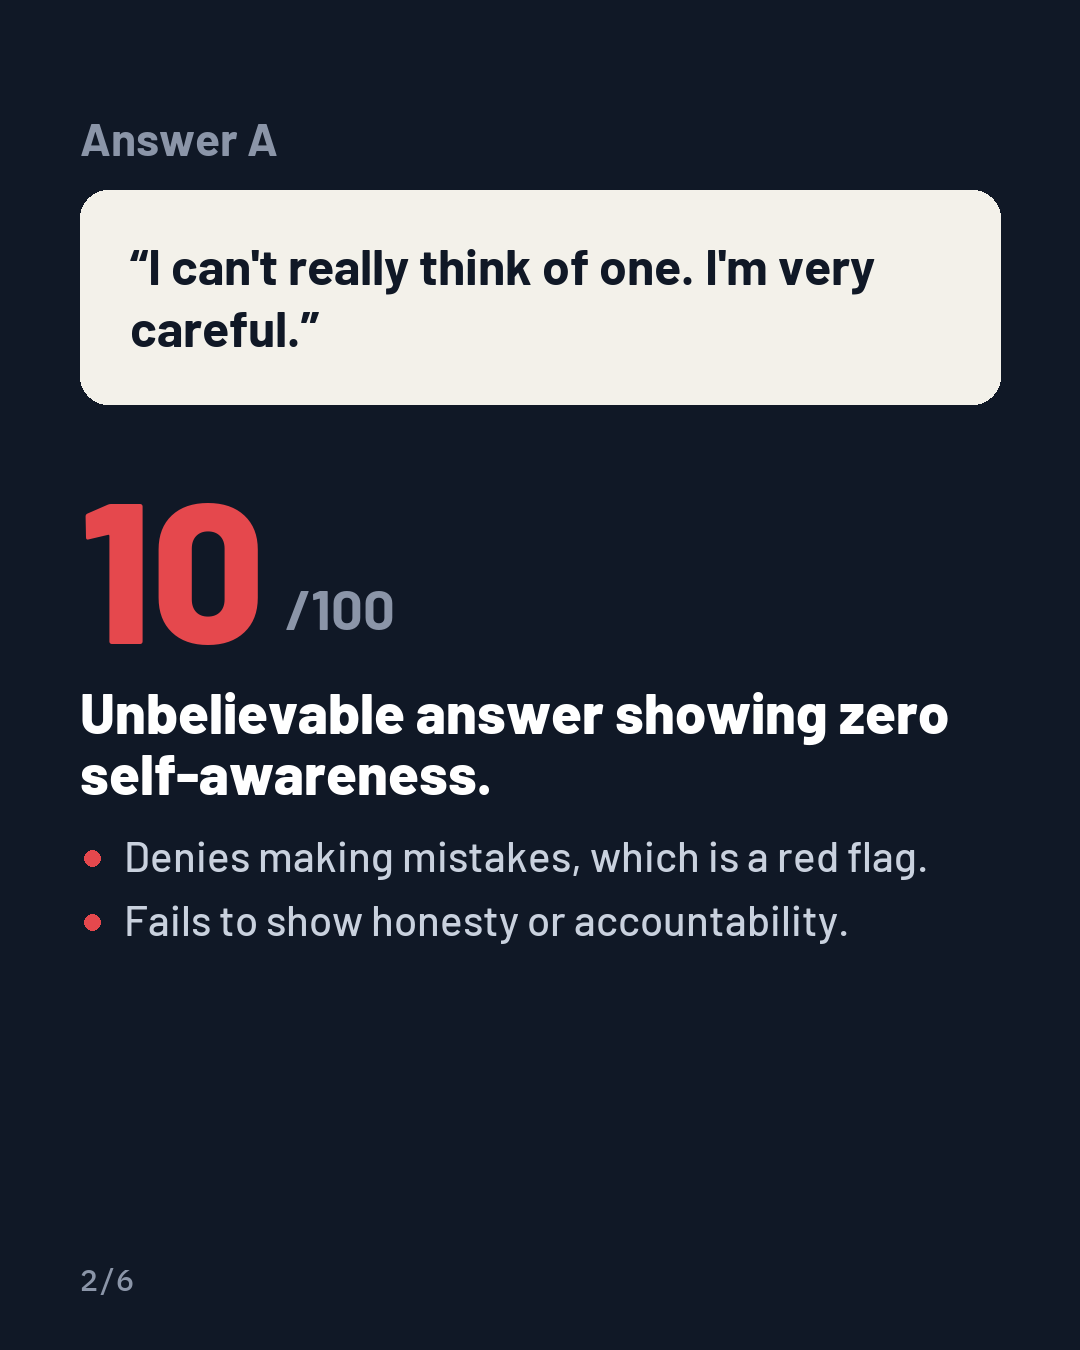 Answer A
“I can't really think of one. I'm very
careful.”
10 /100
Unbelievable answer showing zero
self-awareness.
• Denies making mistakes, which is a red flag.
• Fails to show honesty or accountability.
2/6